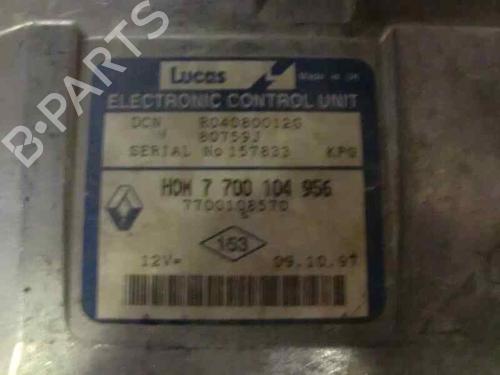 B-PARTS
Lucas
Made in UK
ELECTRONIC CONTROL UNIT
DCN R04080012G
80759J
SERIAL No 157833 KPG
HOM 7 700 104 956
7700108570
153
12V= 09.10.97